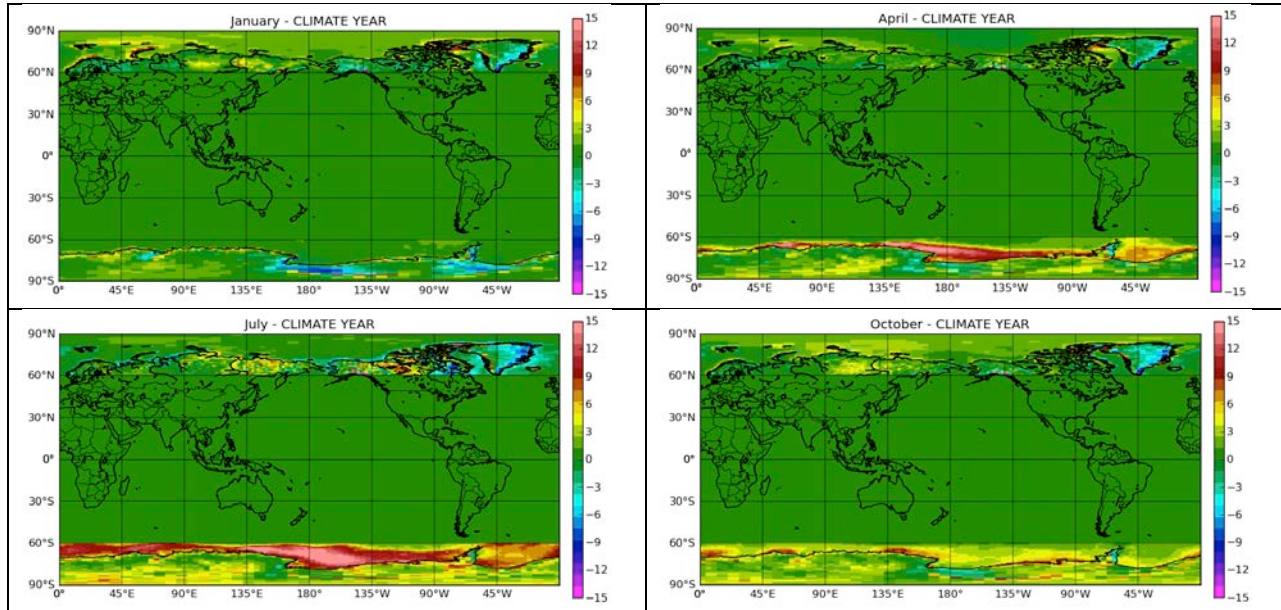 January - CLIMATE YEAR
90°N
60°N
30°N
0°
30°S
60°S
90°S
0°
45°E
90°E
135°E
180°
135°W
90°W
45°W
15
12
9
6
3
0
−3
−6
−9
−12
−15
April - CLIMATE YEAR
90°N
60°N
30°N
0°
30°S
60°S
90°S
0°
45°E
90°E
135°E
180°
135°W
90°W
45°W
15
12
9
6
3
0
−3
−6
−9
−12
−15
July - CLIMATE YEAR
90°N
60°N
30°N
0°
30°S
60°S
90°S
0°
45°E
90°E
135°E
180°
135°W
90°W
45°W
15
12
9
6
3
0
−3
−6
−9
−12
−15
October - CLIMATE YEAR
90°N
60°N
30°N
0°
30°S
60°S
90°S
0°
45°E
90°E
135°E
180°
135°W
90°W
45°W
15
12
9
6
3
0
−3
−6
−9
−12
−15